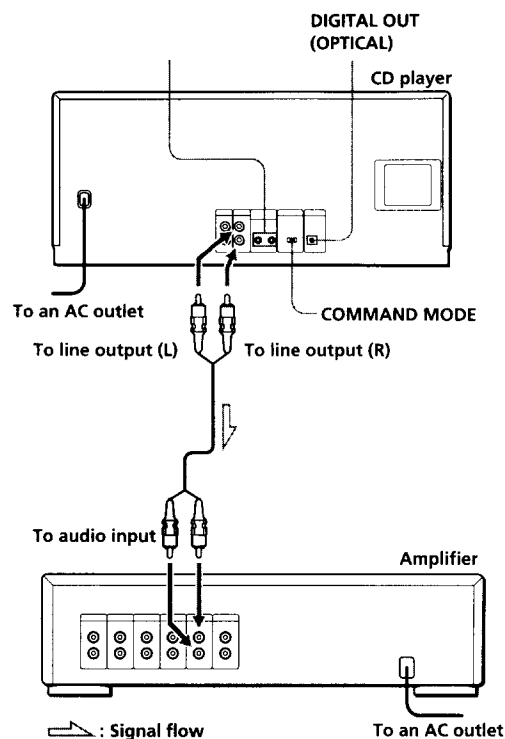 DIGITAL OUT
(OPTICAL)
CD player
To an AC outlet
COMMAND MODE
To line output (L)
To line output (R)
To audio input
Amplifier
: Signal flow
To an AC outlet